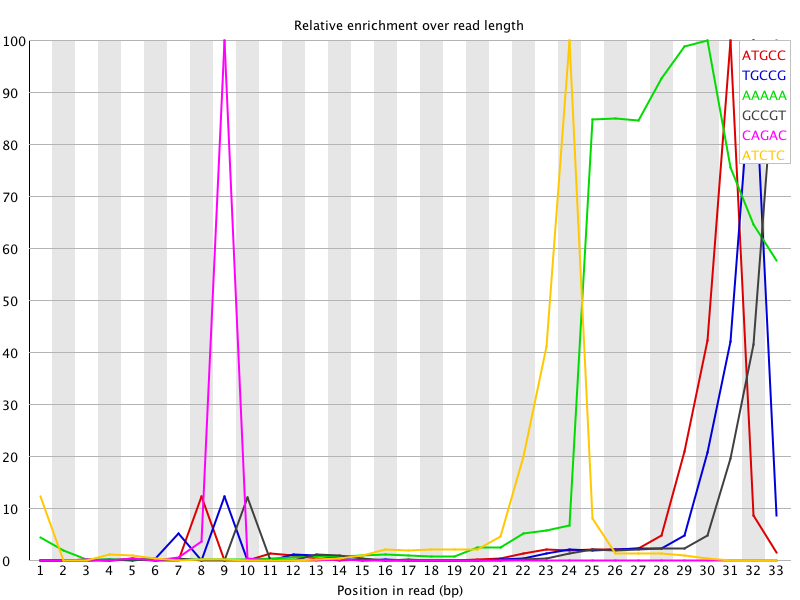 Relative enrichment over read length
100
90
80
70
60
50
40
30
20
10
0
ATGCC
TGCCG
AAAAA
GCCGT
CAGAC
ATCTC
1 2 3 4 5 6 7 8 9 10 11 12 13 14 15 16 17 18 19 20 21 22 23 24 25 26 27 28 29 30 31 32 33
Position in read (bp)